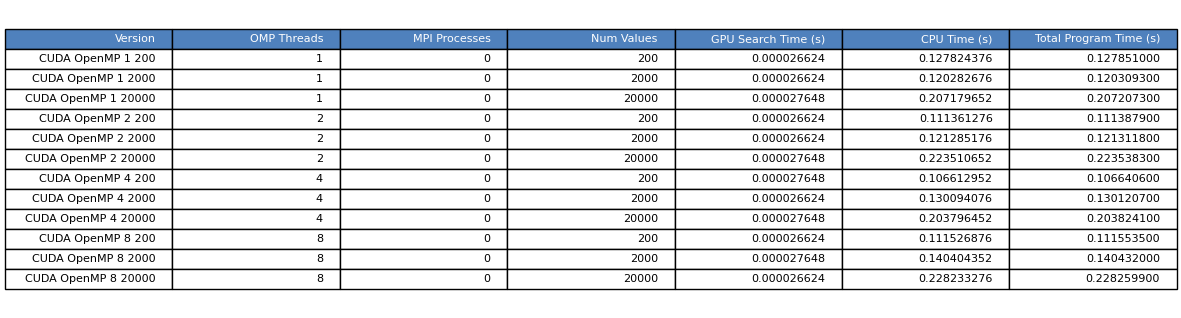 Version OMP Threads MPI Processes Num Values GPU Search Time (s) CPU Time (s) Total Program Time (s)
CUDA OpenMP 1 200 1 0 200 0.000026624 0.127824376 0.127851000
CUDA OpenMP 1 2000 1 0 2000 0.000026624 0.120282676 0.120309300
CUDA OpenMP 1 20000 1 0 20000 0.000027648 0.207179652 0.207207300
CUDA OpenMP 2 200 2 0 200 0.000026624 0.111361276 0.111387900
CUDA OpenMP 2 2000 2 0 2000 0.000026624 0.121285176 0.121311800
CUDA OpenMP 2 20000 2 0 20000 0.000027648 0.223510652 0.223538300
CUDA OpenMP 4 200 4 0 200 0.000027648 0.106612952 0.106640600
CUDA OpenMP 4 2000 4 0 2000 0.000026624 0.130094076 0.130120700
CUDA OpenMP 4 20000 4 0 20000 0.000027648 0.203796452 0.203824100
CUDA OpenMP 8 200 8 0 200 0.000026624 0.111526876 0.111553500
CUDA OpenMP 8 2000 8 0 2000 0.000027648 0.140404352 0.140432000
CUDA OpenMP 8 20000 8 0 20000 0.000026624 0.228233276 0.228259900